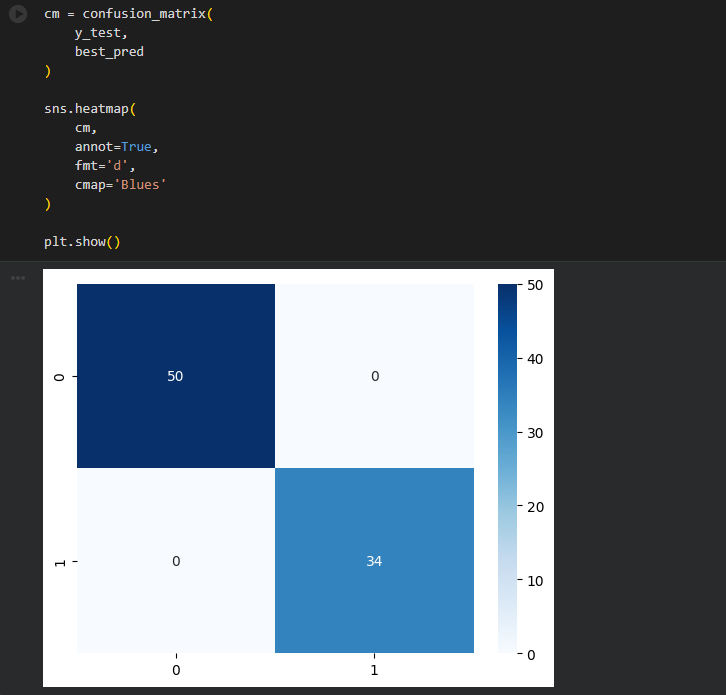 cm = confusion_matrix(
    y_test,
    best_pred
)
sns.heatmap(
    cm,
    annot=True,
    fmt='d',
    cmap='Blues'
)
plt.show()
50
0
50
0
40
30
20
1
0
34
10
0
0
1